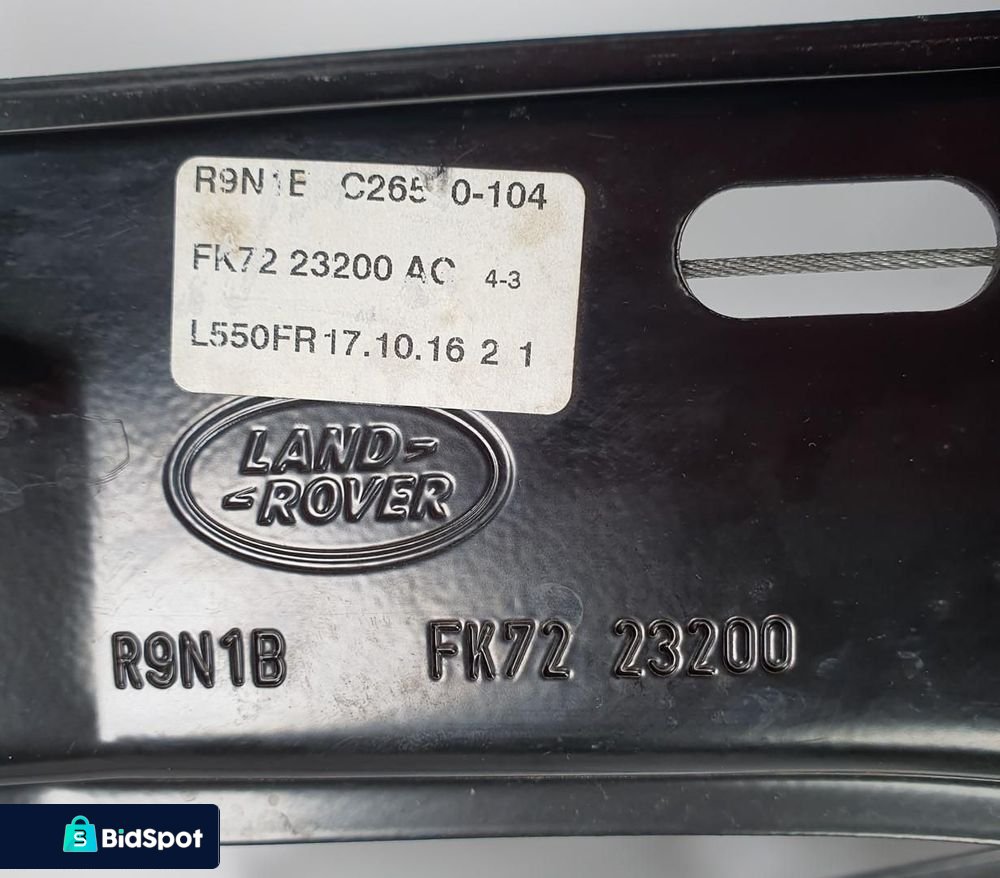 R9N1B C265 0-104
FK72 23200 AC 4-3
L550FR 17.10.16 2 1
LAND-
-ROVER
R9N1B FK72 23200
BidSpot